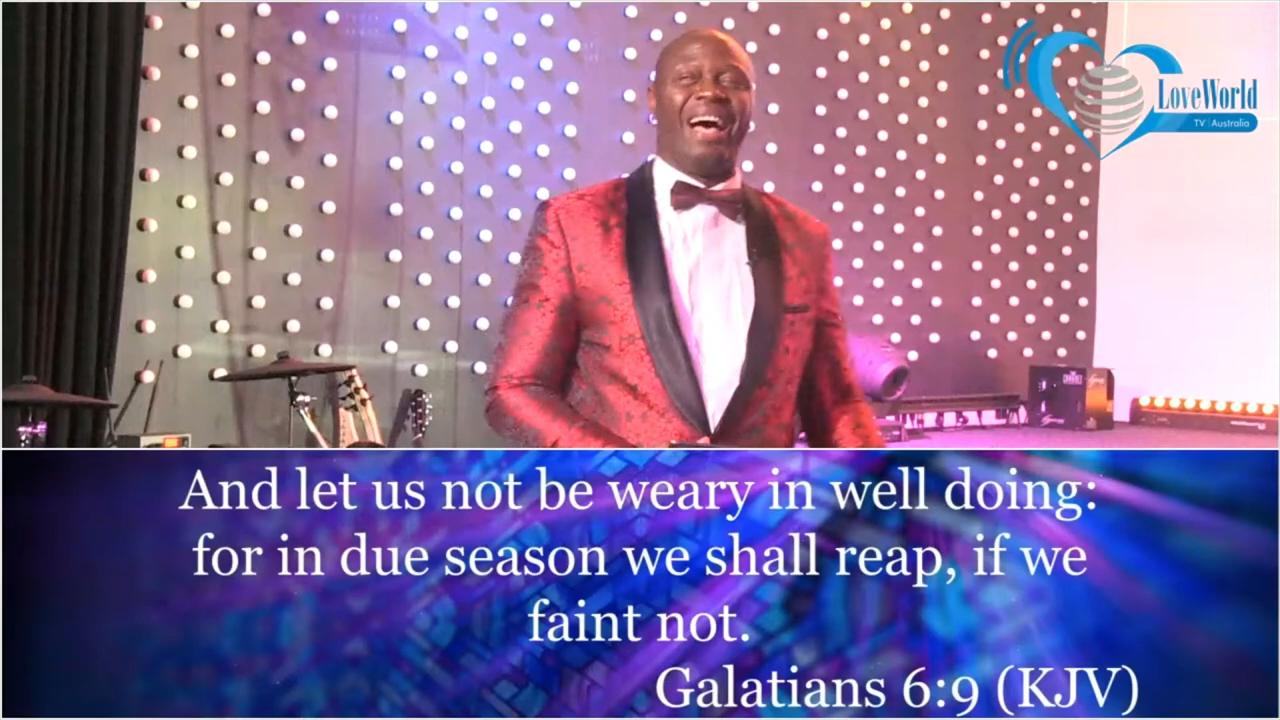 LoveWorld
TV | Australia
And let us not be weary in well doing:
for in due season we shall reap, if we
faint not.
Galatians 6:9 (KJV)